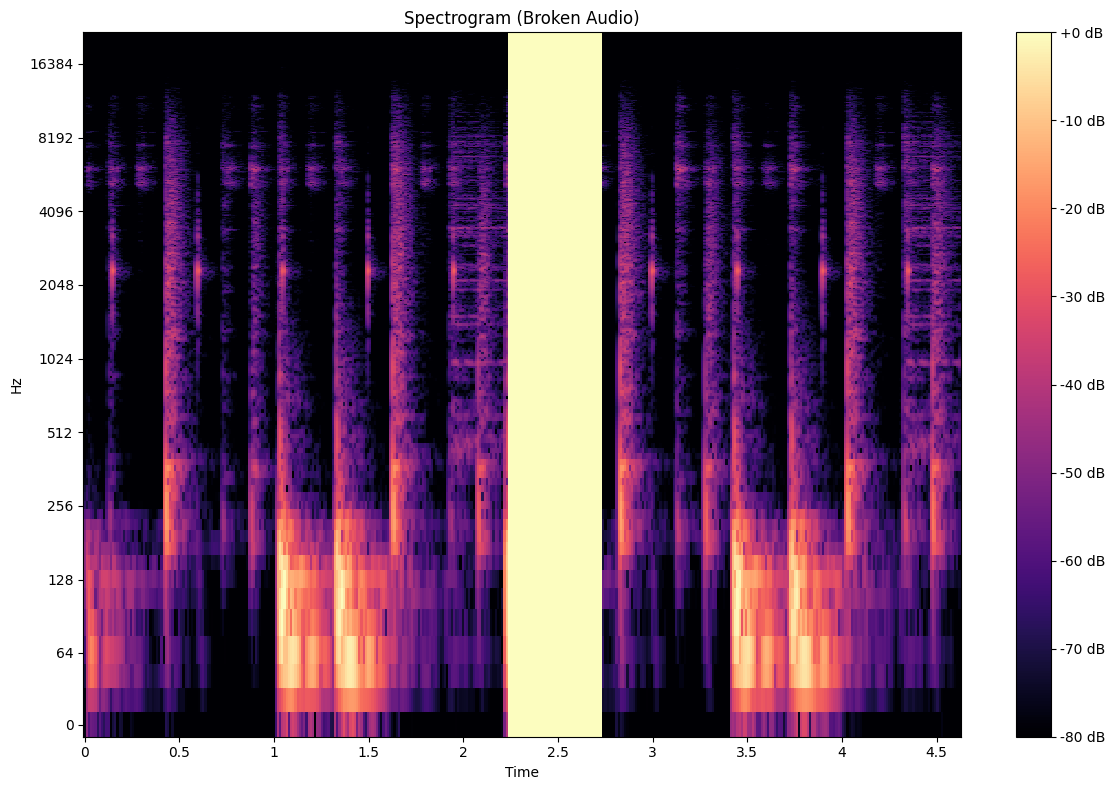 Spectrogram (Broken Audio)
16384
8192
4096
2048
1024
512
256
128
64
0
Hz
0
0.5
1
1.5
2
2.5
3
3.5
4
4.5
Time
+0 dB
-10 dB
-20 dB
-30 dB
-40 dB
-50 dB
-60 dB
-70 dB
-80 dB